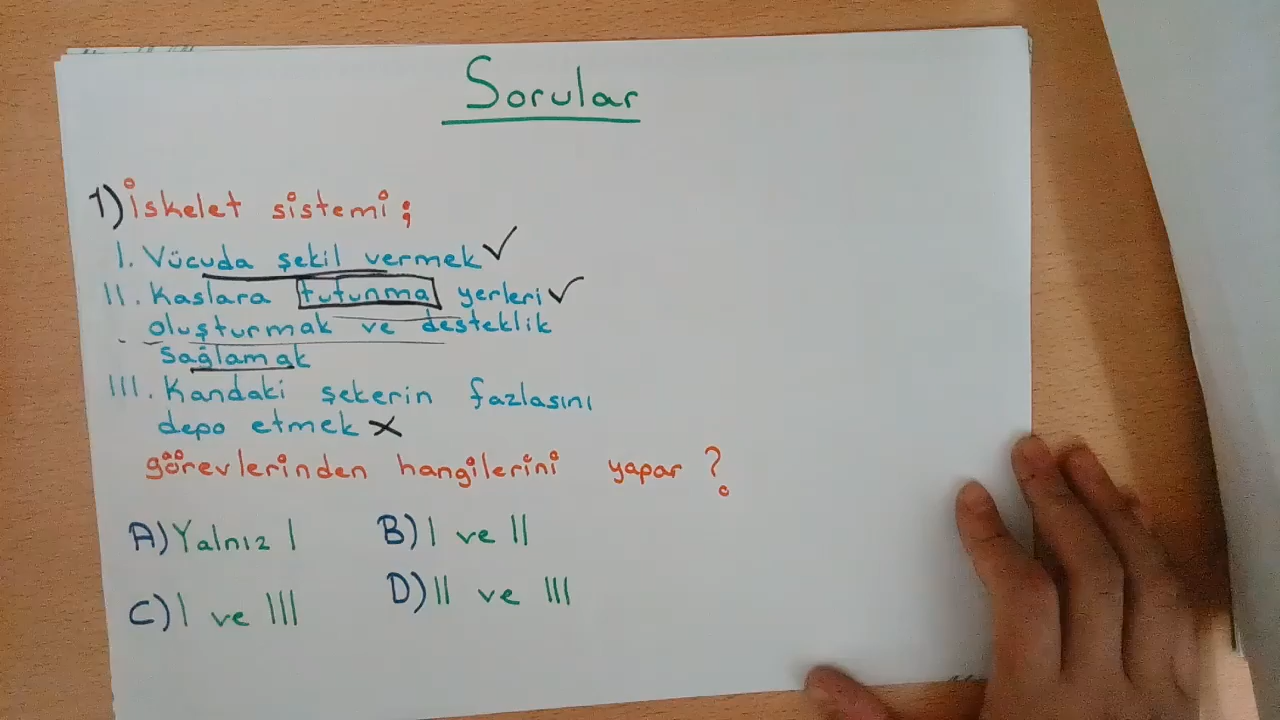 Sorular
1) İskelet sistemi;
I. Vücuda şekil vermek ✓
II. Kaslara tutunma yerleri ✓
oluşturmak ve desteklik
sağlamak
III. Kandaki şekerin fazlasını
depo etmek X
görevlerinden hangilerini yapar?
A) Yalnız I B) I ve II
C) I ve III D) II ve III